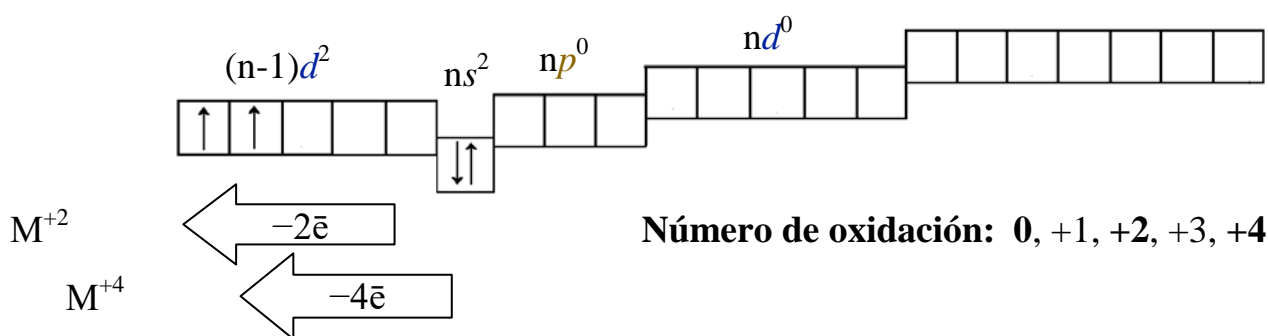 (n-1)d² ns² np⁰ nd⁰
M⁺² −2ē Número de oxidación: 0, +1, +2, +3, +4
M⁺⁴ −4ē